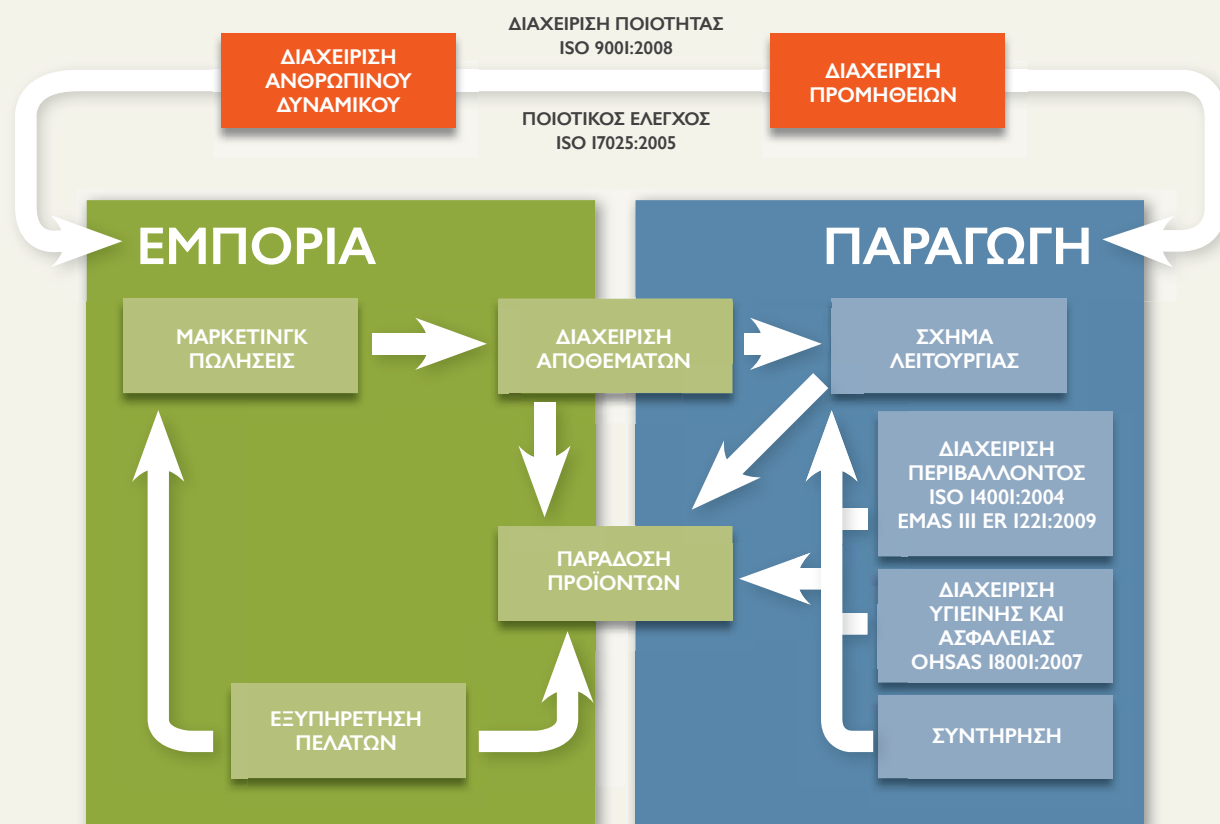 ΔΙΑΧΕΙΡΙΣΗ ΠΟΙΟΤΗΤΑΣ
ISO 9001:2008
ΔΙΑΧΕΙΡΙΣΗ
ΑΝΘΡΩΠΙΝΟΥ
ΔΥΝΑΜΙΚΟΥ
ΔΙΑΧΕΙΡΙΣΗ
ΠΡΟΜΗΘΕΙΩΝ
ΠΟΙΟΤΙΚΟΣ ΕΛΕΓΧΟΣ
ISO 17025:2005
ΕΜΠΟΡΙΑ
ΠΑΡΑΓΩΓΗ
ΜΑΡΚΕΤΙΝΓΚ
ΠΩΛΗΣΕΙΣ
ΔΙΑΧΕΙΡΙΣΗ
ΑΠΟΘΕΜΑΤΩΝ
ΣΧΗΜΑ
ΛΕΙΤΟΥΡΓΙΑΣ
ΔΙΑΧΕΙΡΙΣΗ
ΠΕΡΙΒΑΛΛΟΝΤΟΣ
ISO 14001:2004
EMAS III ER 1221:2009
ΠΑΡΑΔΟΣΗ
ΠΡΟΪΟΝΤΩΝ
ΔΙΑΧΕΙΡΙΣΗ
ΥΓΙΕΙΝΗΣ ΚΑΙ
ΑΣΦΑΛΕΙΑΣ
OHSAS 18001:2007
ΕΞΥΠΗΡΕΤΗΣΗ
ΠΕΛΑΤΩΝ
ΣΥΝΤΗΡΗΣΗ